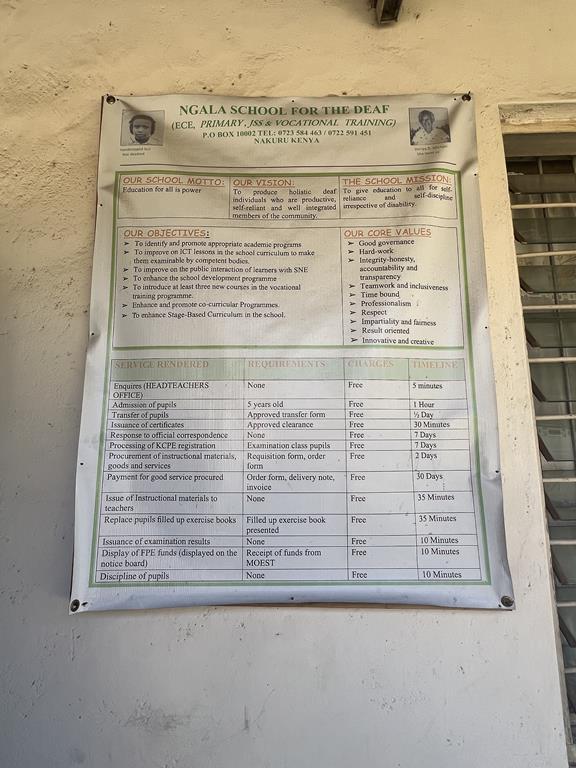 NGALA SCHOOL FOR THE DEAF
(ECE, PRIMARY, JSS & VOCATIONAL TRAINING)
P.O BOX 10002 TEL: 0723 584 463 / 0722 591 451
NAKURU KENYA
OUR SCHOOL MOTTO:
Education for all is power
OUR VISION:
To produce holistic deaf
individuals who are productive,
self-reliant and well integrated
members of the community.
THE SCHOOL MISSION:
To give education to all for self-
reliance and self-discipline
irrespective of disability.
OUR OBJECTIVES:
➢ To identify and promote appropriate academic programs
➢ To improve on ICT lessons in the school curriculum to make
them examinable by competent bodies.
➢ To improve on the public interaction of learners with SNE
➢ To enhance the school development programme
➢ To introduce at least three new courses in the vocational
training programme.
➢ Enhance and promote co-curricular Programmes.
➢ To enhance Stage-Based Curriculum in the school.
OUR CORE VALUES
➢ Good governance
➢ Hard-work
➢ Integrity-honesty,
accountability and
transparency
➢ Teamwork and inclusiveness
➢ Time bound
➢ Professionalism
➢ Respect
➢ Impartiality and fairness
➢ Result oriented
➢ Innovative and creative
SERVICE RENDERED REQUIREMENTS CHARGES TIMELINE
Enquires (HEADTEACHERS None Free 5 minutes
OFFICE)
Admission of pupils 5 years old Free 1 Hour
Transfer of pupils Approved transfer form Free ½ Day
Issuance of certificates Approved clearance Free 30 Minutes
Response to official correspondence None Free 7 Days
Processing of KCPE registration Examination class pupils Free 7 Days
Procurement of instructional materials, Requisition form, order Free 2 Days
goods and services form
Payment for good service procured Order form, delivery note, Free 30 Days
invoice
Issue of Instructional materials to None Free 35 Minutes
teachers
Replace pupils filled up exercise books Filled up exercise book Free 35 Minutes
presented
Issuance of examination results None Free 10 Minutes
Display of FPE funds (displayed on the Receipt of funds from Free 10 Minutes
notice board) MOEST
Discipline of pupils None Free 10 Minutes